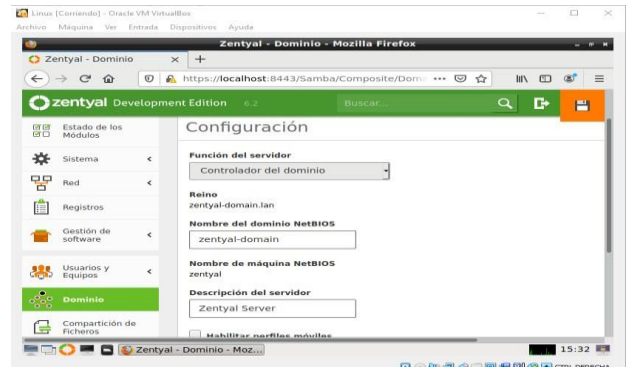 Linux [Corriendo] - Oracle VM VirtualBox
Archivo Máquina Ver Entrada Dispositivos Ayuda
Zentyal - Dominio - Mozilla Firefox
Zentyal - Dominio
https://localhost:8443/Samba/Composite/Dom
zentyal Development Edition 6.2 Buscar...
Configuración
Estado de los
Módulos
Sistema
Red
Registros
Gestión de
software
Usuarios y
Equipos
Dominio
Compartición de
Ficheros
Función del servidor
Controlador del dominio
Reino
zentyal-domain.lan
Nombre del dominio NetBIOS
zentyal-domain
Nombre de máquina NetBIOS
zentyal
Descripción del servidor
Zentyal Server
Habilitar perfiles móviles
Zentyal - Dominio - Moz...
15:32
CTRL DERECHA